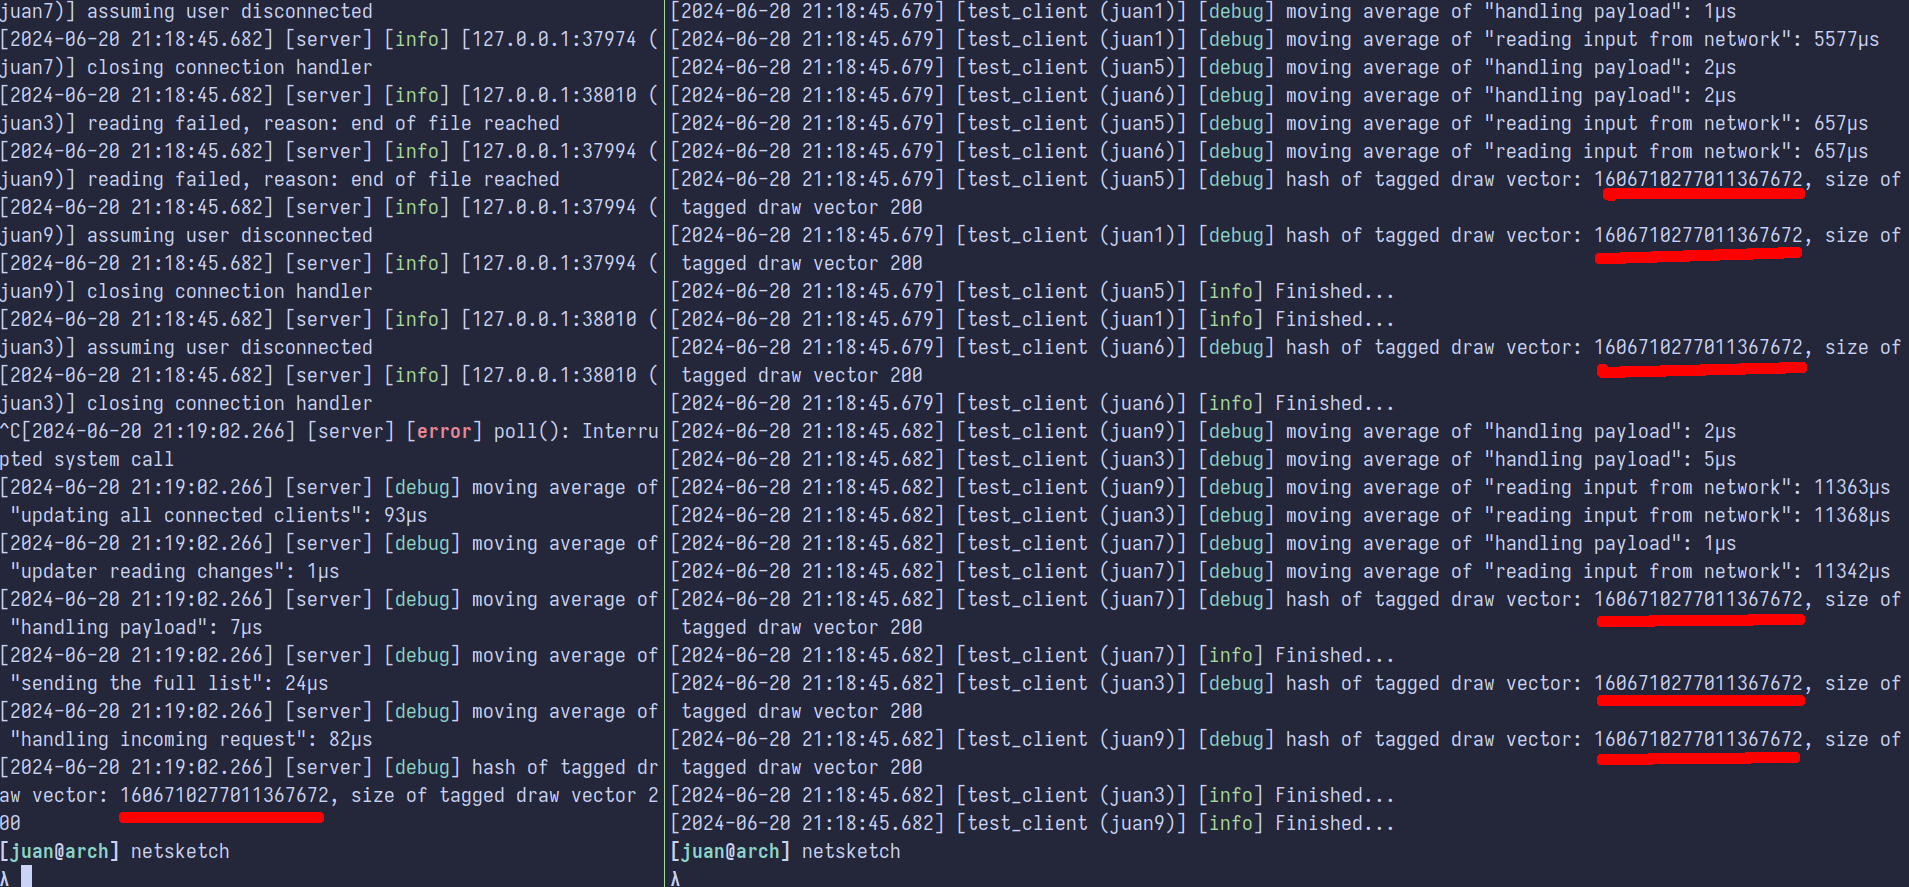 juan7)] assuming user disconnected
[2024-06-20 21:18:45.682] [server] [info] [127.0.0.1:37974 (
juan7)] closing connection handler
[2024-06-20 21:18:45.682] [server] [info] [127.0.0.1:38010 (
juan3)] reading failed, reason: end of file reached
[2024-06-20 21:18:45.682] [server] [info] [127.0.0.1:37994 (
juan9)] reading failed, reason: end of file reached
[2024-06-20 21:18:45.682] [server] [info] [127.0.0.1:37994 (
juan9)] assuming user disconnected
[2024-06-20 21:18:45.682] [server] [info] [127.0.0.1:37994 (
juan9)] closing connection handler
[2024-06-20 21:18:45.682] [server] [info] [127.0.0.1:38010 (
juan3)] assuming user disconnected
[2024-06-20 21:18:45.682] [server] [info] [127.0.0.1:38010 (
juan3)] closing connection handler
^C[2024-06-20 21:19:02.266] [server] [error] poll(): Interru
pted system call
[2024-06-20 21:19:02.266] [server] [debug] moving average of
"updating all connected clients": 93µs
[2024-06-20 21:19:02.266] [server] [debug] moving average of
"updater reading changes": 1µs
[2024-06-20 21:19:02.266] [server] [debug] moving average of
"handling payload": 7µs
[2024-06-20 21:19:02.266] [server] [debug] moving average of
"sending the full list": 24µs
[2024-06-20 21:19:02.266] [server] [debug] moving average of
"handling incoming request": 82µs
[2024-06-20 21:19:02.266] [server] [debug] hash of tagged dr
aw vector: 1606710277011367672, size of tagged draw vector 2
00
[juan@arch] netsketch
λ
[2024-06-20 21:18:45.679] [test_client (juan1)] [debug] moving average of "handling payload": 1µs
[2024-06-20 21:18:45.679] [test_client (juan1)] [debug] moving average of "reading input from network": 5577µs
[2024-06-20 21:18:45.679] [test_client (juan5)] [debug] moving average of "handling payload": 2µs
[2024-06-20 21:18:45.679] [test_client (juan6)] [debug] moving average of "handling payload": 2µs
[2024-06-20 21:18:45.679] [test_client (juan5)] [debug] moving average of "reading input from network": 657µs
[2024-06-20 21:18:45.679] [test_client (juan6)] [debug] moving average of "reading input from network": 657µs
[2024-06-20 21:18:45.679] [test_client (juan5)] [debug] hash of tagged draw vector: 1606710277011367672, size of
tagged draw vector 200
[2024-06-20 21:18:45.679] [test_client (juan1)] [debug] hash of tagged draw vector: 1606710277011367672, size of
tagged draw vector 200
[2024-06-20 21:18:45.679] [test_client (juan5)] [info] Finished...
[2024-06-20 21:18:45.679] [test_client (juan1)] [info] Finished...
[2024-06-20 21:18:45.679] [test_client (juan6)] [debug] hash of tagged draw vector: 1606710277011367672, size of
tagged draw vector 200
[2024-06-20 21:18:45.679] [test_client (juan6)] [info] Finished...
[2024-06-20 21:18:45.682] [test_client (juan9)] [debug] moving average of "handling payload": 2µs
[2024-06-20 21:18:45.682] [test_client (juan3)] [debug] moving average of "handling payload": 5µs
[2024-06-20 21:18:45.682] [test_client (juan9)] [debug] moving average of "reading input from network": 11363µs
[2024-06-20 21:18:45.682] [test_client (juan3)] [debug] moving average of "reading input from network": 11368µs
[2024-06-20 21:18:45.682] [test_client (juan7)] [debug] moving average of "handling payload": 1µs
[2024-06-20 21:18:45.682] [test_client (juan7)] [debug] moving average of "reading input from network": 11342µs
[2024-06-20 21:18:45.682] [test_client (juan7)] [debug] hash of tagged draw vector: 1606710277011367672, size of
tagged draw vector 200
[2024-06-20 21:18:45.682] [test_client (juan7)] [info] Finished...
[2024-06-20 21:18:45.682] [test_client (juan3)] [debug] hash of tagged draw vector: 1606710277011367672, size of
tagged draw vector 200
[2024-06-20 21:18:45.682] [test_client (juan9)] [debug] hash of tagged draw vector: 1606710277011367672, size of
tagged draw vector 200
[2024-06-20 21:18:45.682] [test_client (juan3)] [info] Finished...
[2024-06-20 21:18:45.682] [test_client (juan9)] [info] Finished...
[juan@arch] netsketch
λ